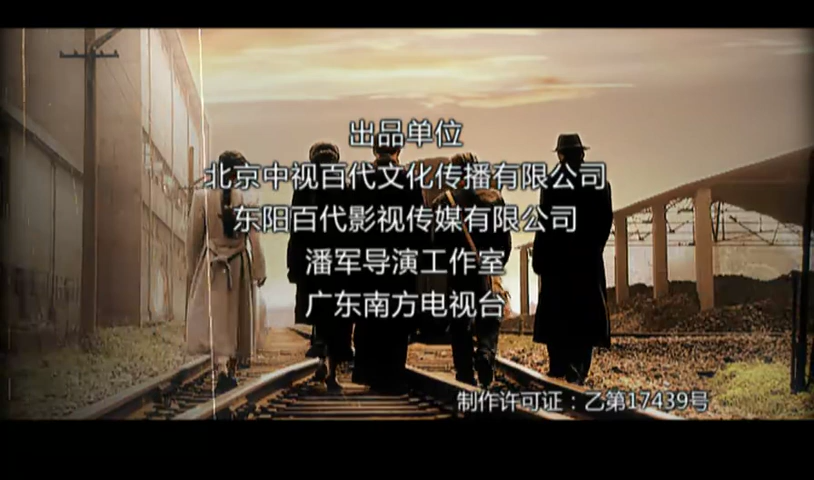 出品单位
北京中视百代文化传播有限公司
东阳百代影视传媒有限公司
潘军导演工作室
广东南方电视台
制作许可证：乙第17439号